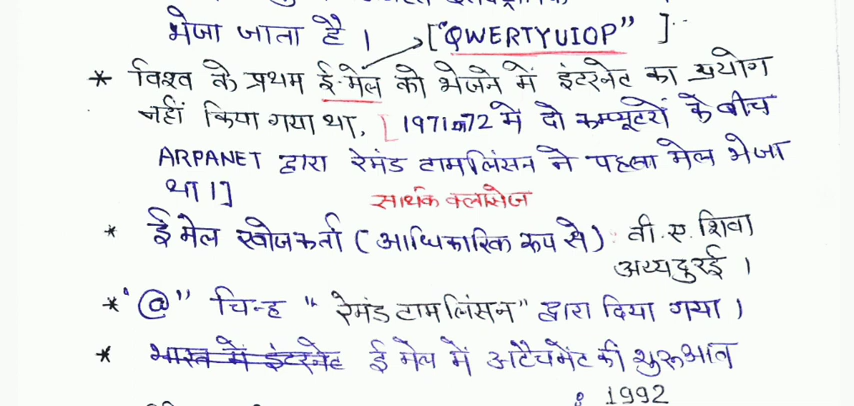 भेजा जाता है । → ["QWERTYUIOP" ]
* विश्व के प्रथम ई-मेल को भेजने में इंटरनेट का प्रयोग
नहीं किया गया था, [1971-72 में दो कम्प्यूटरों के बीच
ARPANET द्वारा रेमंड टामलिंसन ने पहला मेल भेजा
था।]
सार्थक क्लासेज
* ई मेल खोजकर्ता (आधिकारिक रूप से) वी.ए. शिवा
अय्यदुरई ।
* "@" चिन्ह "रेमंड टामलिंसन" द्वारा दिया गया ।
* भारत में इंटरनेट ई मेल में अटैचमेंट की शुरूआत
: 1992